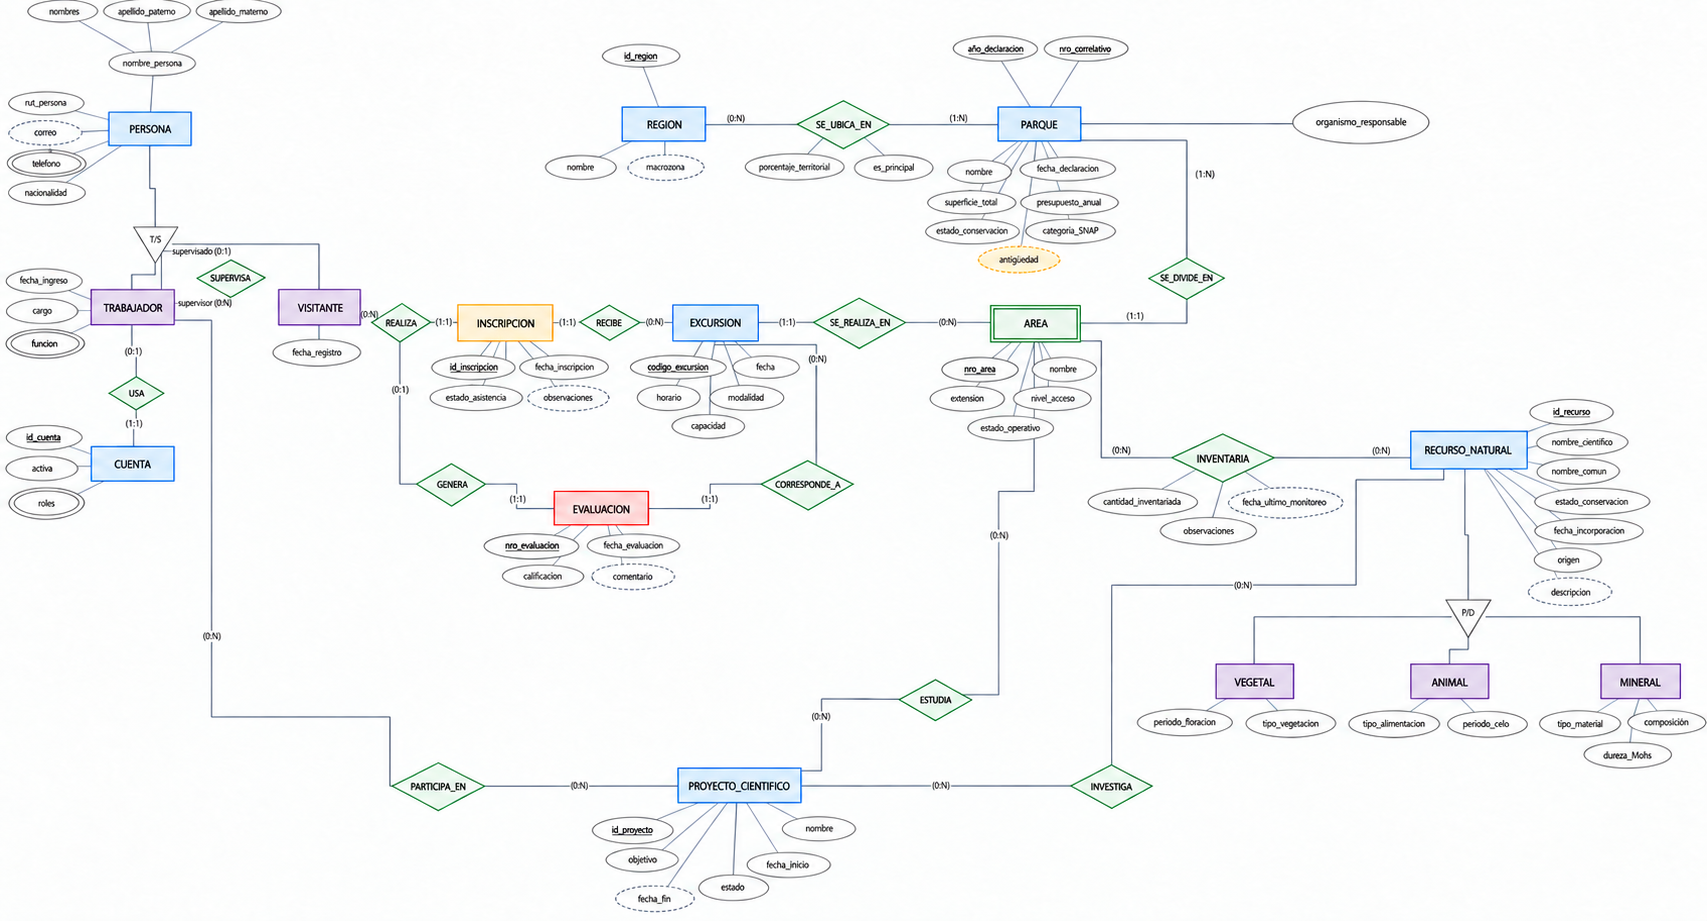 nombres
apellido_paterno
apellido_materno
nombre_persona
rut_persona
correo
telefono
nacionalidad
PERSONA
T/S
supervisado (0:1)
SUPERVISA
supervisor (0:N)
fecha_ingreso
cargo
funcion
TRABAJADOR
(0:1)
USA
(1:1)
id_cuenta
activa
roles
CUENTA
VISITANTE
fecha_registro
(0:N)
REALIZA
(1:1)
INSCRIPCION
(1:1)
RECIBE
(0:N)
EXCURSION
(1:1)
SE_REALIZA_EN
(0:N)
AREA
(1:1)
id_inscripcion
fecha_inscripcion
estado_asistencia
observaciones
codigo_excursion
fecha
horario
modalidad
capacidad
(0:N)
(0:1)
GENERA
(1:1)
EVALUACION
(1:1)
CORRESPONDE_A
nro_evaluacion
fecha_evaluacion
calificacion
comentario
id_region
REGION
nombre
macrozona
(0:N)
SE_UBICA_EN
(1:N)
porcentaje_territorial
es_principal
año_declaracion
nro_correlativo
PARQUE
organismo_responsable
nombre
fecha_declaracion
superficie_total
presupuesto_anual
estado_conservacion
categoria_SNAP
antigüedad
(1:N)
SE_DIVIDE_EN
nro_area
nombre
extension
nivel_acceso
estado_operativo
(0:N)
INVENTARIA
(0:N)
cantidad_inventariada
fecha_ultimo_monitoreo
observaciones
RECURSO_NATURAL
id_recurso
nombre_cientifico
nombre_comun
estado_conservacion
fecha_incorporacion
origen
descripcion
P/D
VEGETAL
ANIMAL
MINERAL
periodo_floracion
tipo_vegetacion
tipo_alimentacion
periodo_celo
tipo_material
composición
dureza_Mohs
(0:N)
(0:N)
ESTUDIA
(0:N)
(0:N)
PARTICIPA_EN
(0:N)
PROYECTO_CIENTIFICO
(0:N)
INVESTIGA
id_proyecto
nombre
objetivo
fecha_inicio
fecha_fin
estado